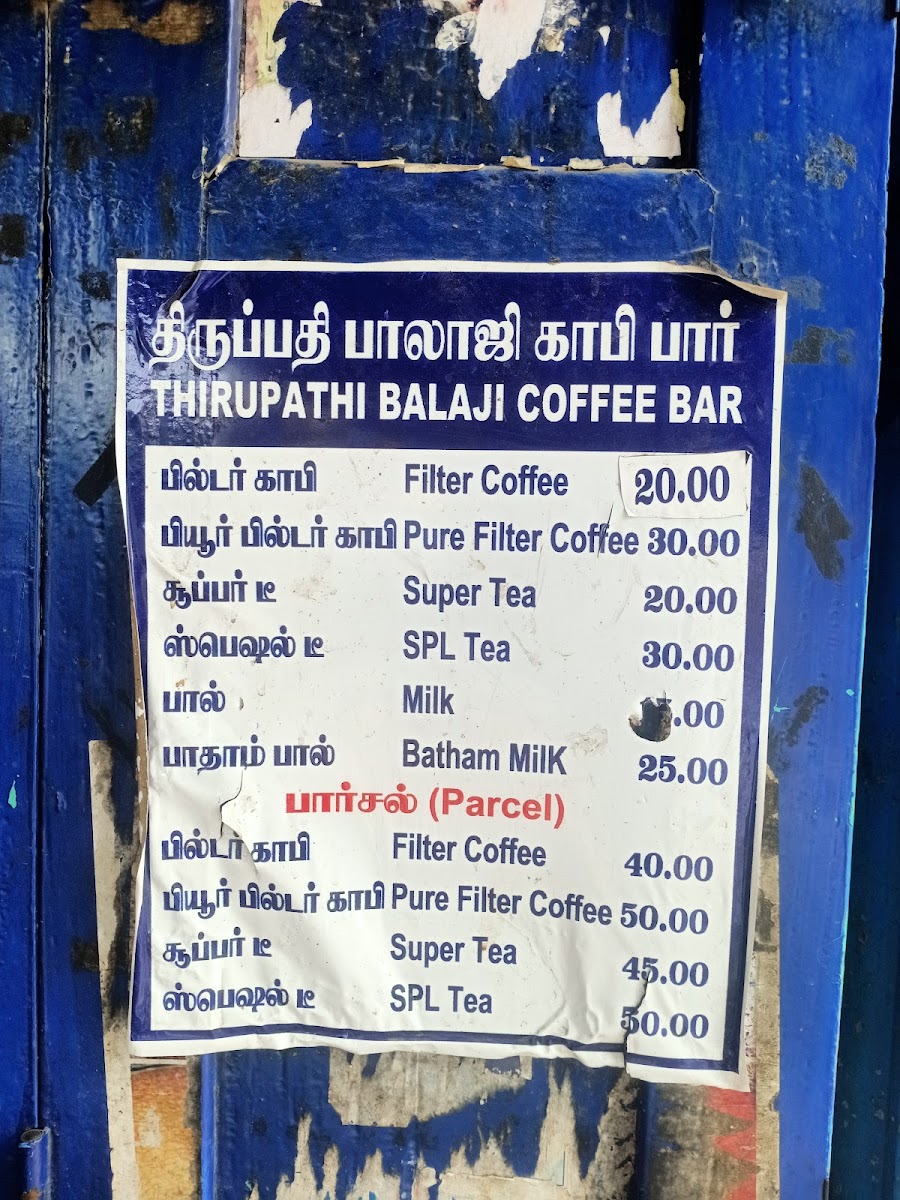 திருப்பதி பாலாஜி காபி பார்
THIRUPATHI BALAJI COFFEE BAR
பில்டர் காபி Filter Coffee 20.00
பியூர் பில்டர் காபி Pure Filter Coffee 30.00
சூப்பர் டீ Super Tea 20.00
ஸ்பெஷல் டீ SPL Tea 30.00
பால் Milk
பாதாம் பால் Batham MilK 25.00
பார்சல் (Parcel)
பில்டர் காபி Filter Coffee 40.00
பியூர் பில்டர் காபி Pure Filter Coffee 50.00
சூப்பர் டீ Super Tea 45.00
ஸ்பெஷல் டீ SPL Tea 50.00